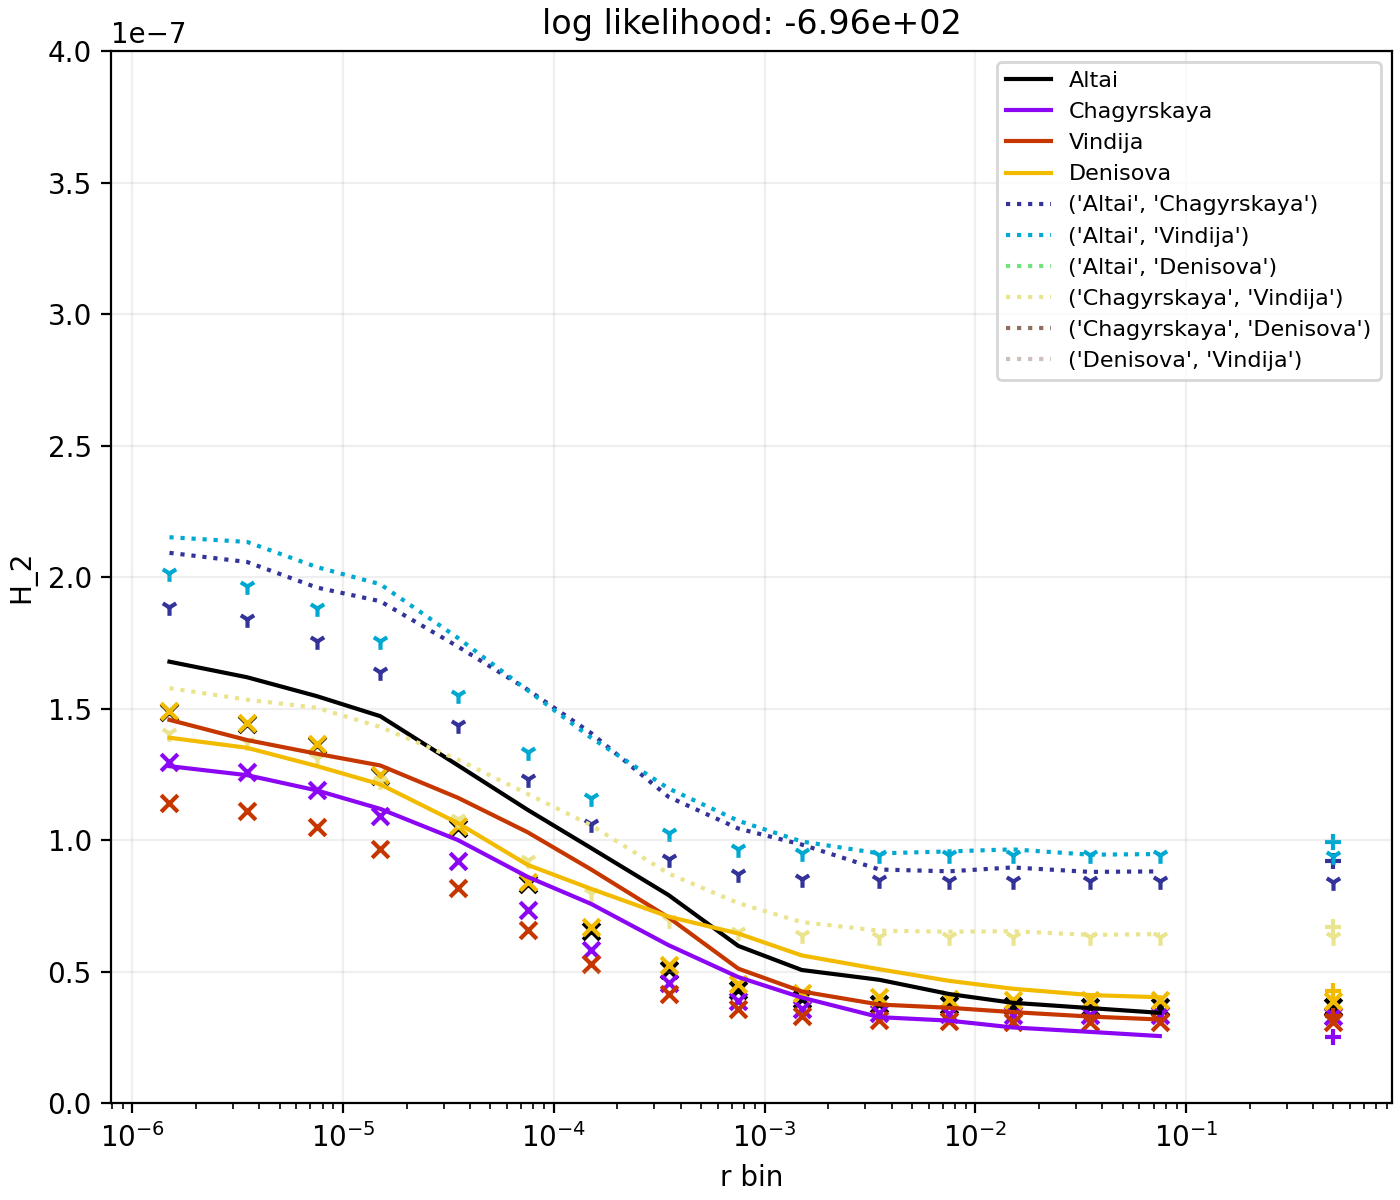 log likelihood: -6.96e+02
1e−7
4.0
3.5
3.0
2.5
2.0
1.5
1.0
0.5
0.0
H_2
Altai
Chagyrskaya
Vindija
Denisova
('Altai', 'Chagyrskaya')
('Altai', 'Vindija')
('Altai', 'Denisova')
('Chagyrskaya', 'Vindija')
('Chagyrskaya', 'Denisova')
('Denisova', 'Vindija')
10⁻⁶ 10⁻⁵ 10⁻⁴ 10⁻³ 10⁻² 10⁻¹
r bin